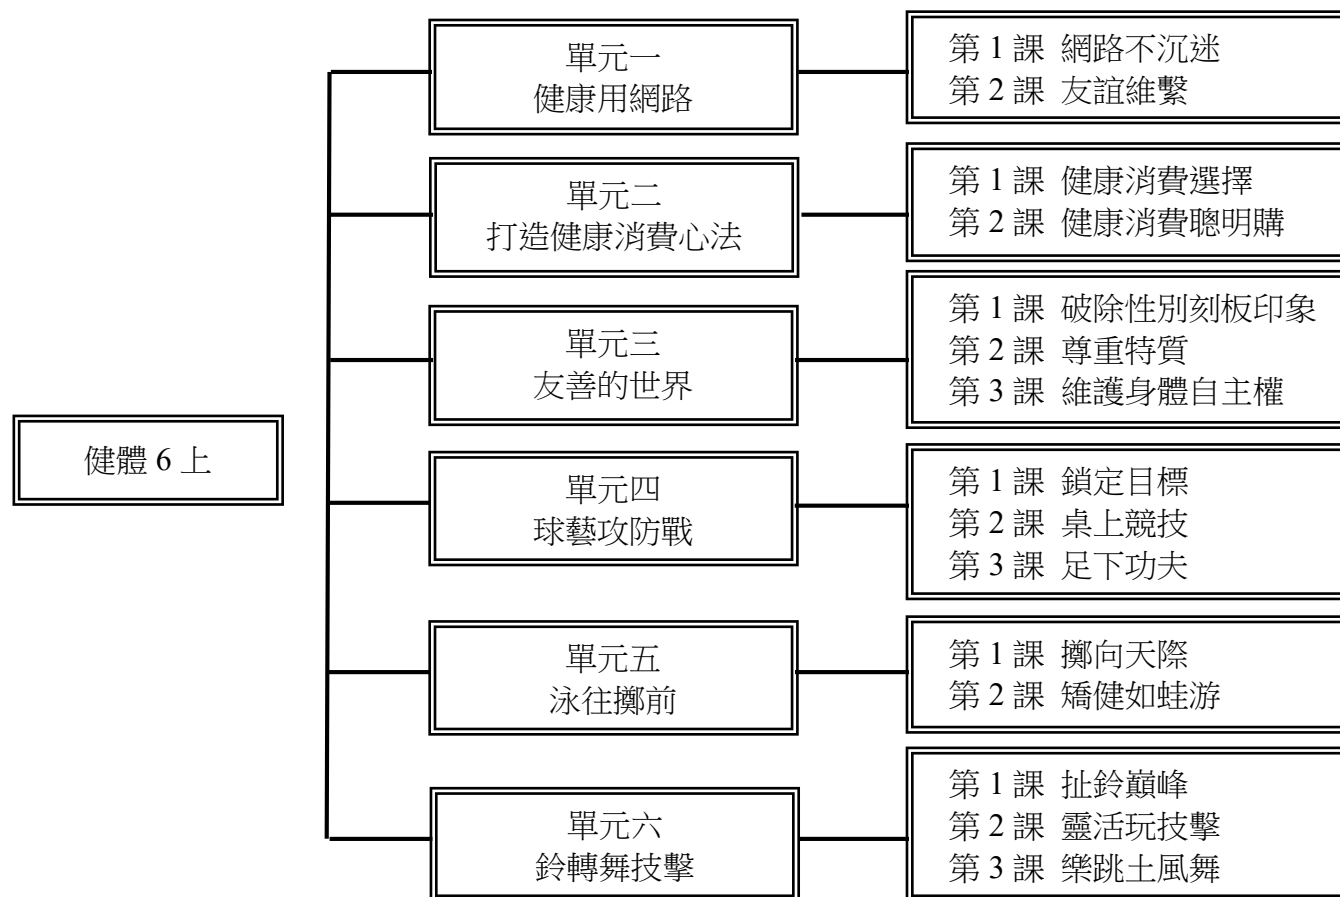 健體 6 上
單元一
健康用網路
第 1 課 網路不沉迷
第 2 課 友誼維繫
單元二
打造健康消費心法
第 1 課 健康消費選擇
第 2 課 健康消費聰明購
單元三
友善的世界
第 1 課 破除性別刻板印象
第 2 課 尊重特質
第 3 課 維護身體自主權
單元四
球藝攻防戰
第 1 課 鎖定目標
第 2 課 桌上競技
第 3 課 足下功夫
單元五
泳往擲前
第 1 課 擲向天際
第 2 課 矯健如蛙游
單元六
鈴轉舞技擊
第 1 課 扯鈴巔峰
第 2 課 靈活玩技擊
第 3 課 樂跳土風舞